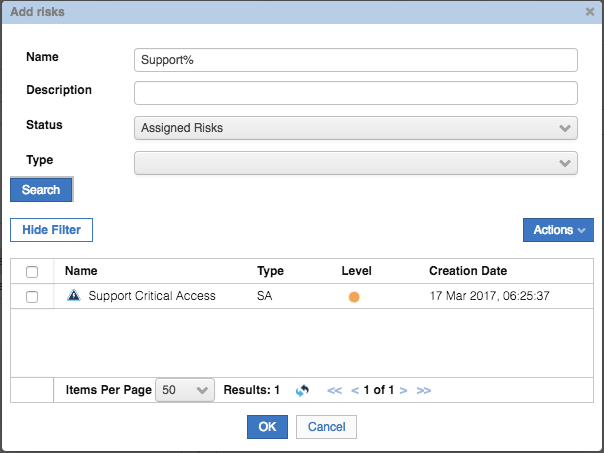 Add risks
Name Support%
Description
Status Assigned Risks
Type
Search
Hide Filter Actions
Name Type Level Creation Date
Support Critical Access SA 17 Mar 2017, 06:25:37
Items Per Page 50 Results: 1 << < 1 of 1 > >>
OK Cancel